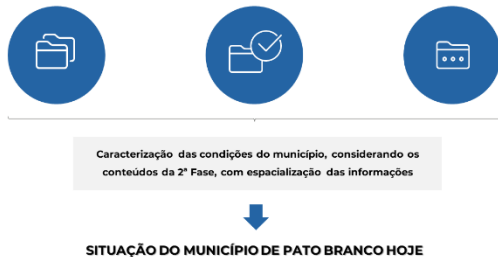 Caracterização das condições do município, considerando os
conteúdos da 2ª Fase, com espacialização das informações
SITUAÇÃO DO MUNICÍPIO DE PATO BRANCO HOJE